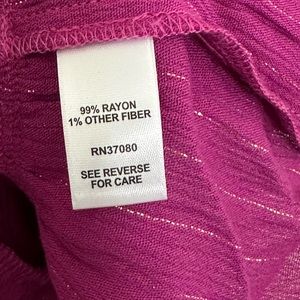 99% RAYON
1% OTHER FIBER
RN37080
SEE REVERSE
FOR CARE